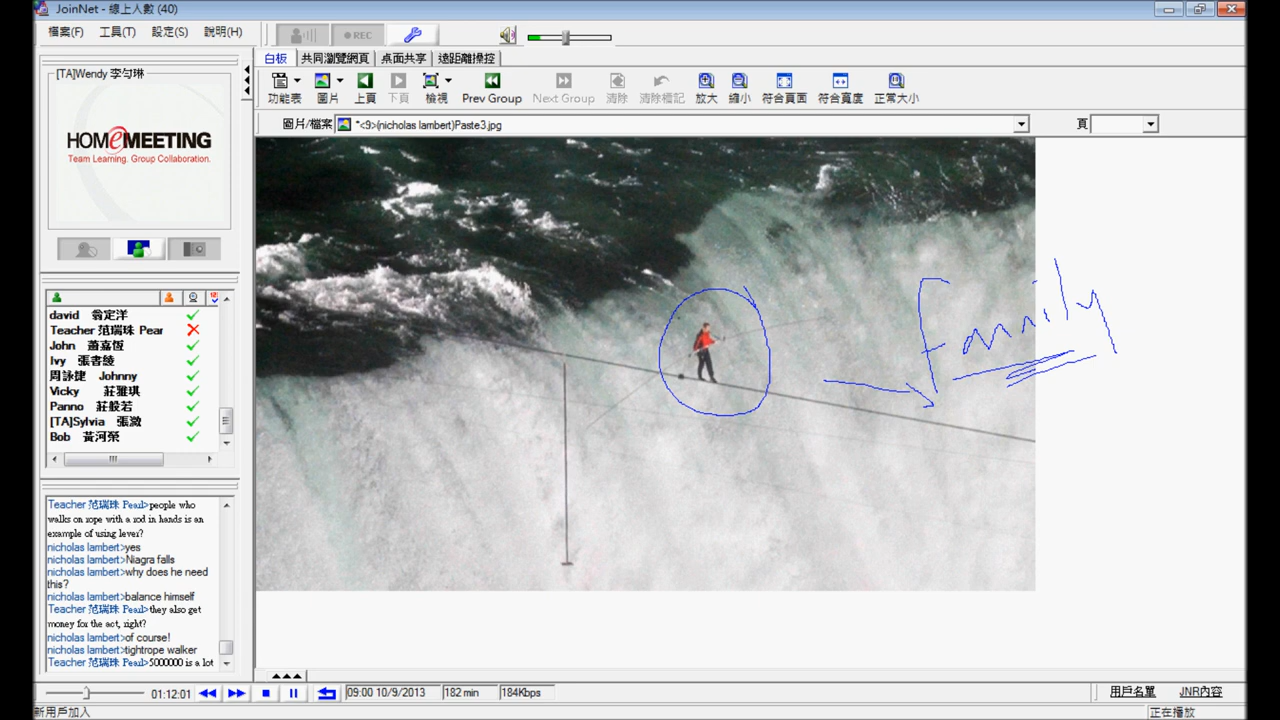 JoinNet - 線上人數 (40)
檔案(F) 工具(T) 設定(S) 說明(H)
REC
[TA]Wendy 李勻琳
HOMEMEETING
Team Learning. Group Collaboration.
白板 共同瀏覽網頁 桌面共享 遠距離操控
功能表 圖片 上頁 下頁 檢視 Prev Group Next Group 清除 清除標記 放大 縮小 符合頁面 符合寬度 正常大小
圖片/檔案 *<9>(nicholas lambert)Paste3.jpg 頁
Family
david 翁定洋
Teacher 范瑞珠 Pear
John 蕭嘉恆
Ivy 張書綾
周詠捷 Johnny
Vicky 莊雅琪
Panno 莊般若
[TA]Sylvia 張溦
Bob 黃河榮
Teacher 范瑞珠 Pearl>people who
walks on rope with a rod in hands is an
example of using lever?
nicholas lambert>yes
nicholas lambert>Niagra falls
nicholas lambert>why does he need
this?
nicholas lambert>balance himself
Teacher 范瑞珠 Pearl>they also get
money for the act, right?
nicholas lambert>of course!
nicholas lambert>tightrope walker
Teacher 范瑞珠 Pearl>5000000 is a lot
01:12:01 09:00 10/9/2013 182 min 184Kbps 用戶名單 JNR內容
新用戶加入 正在播放